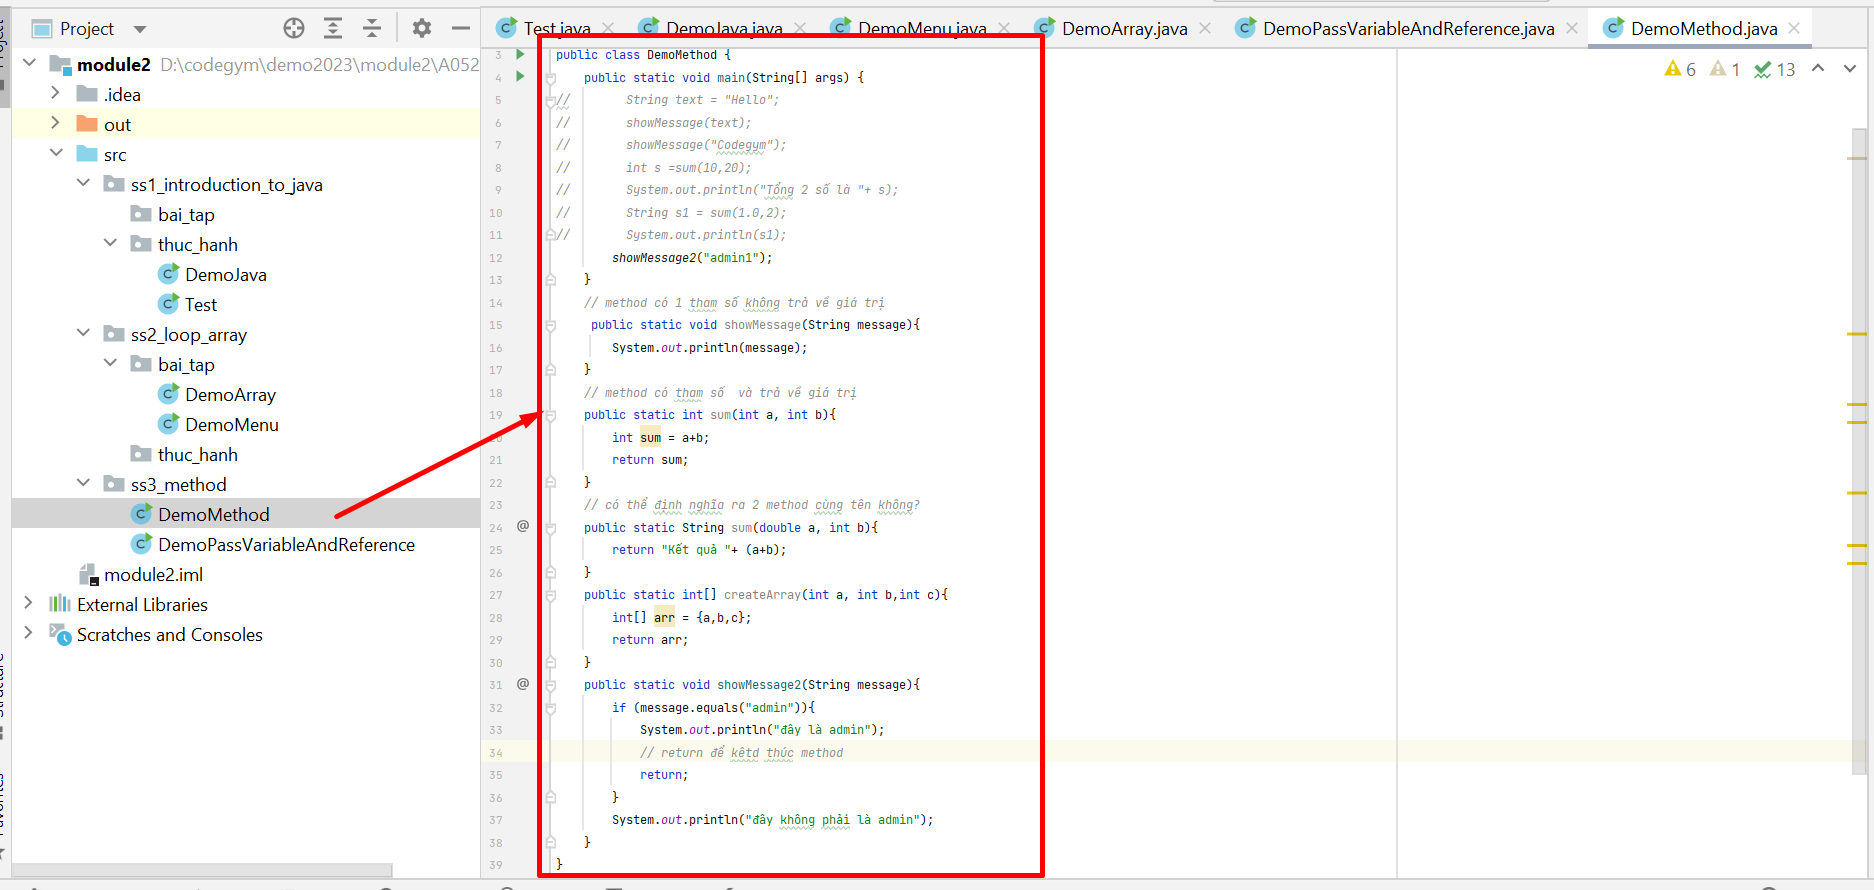 Project
module2 D:\codegym\demo2023\module2\A052
.idea
out
src
ss1_introduction_to_java
bai_tap
thuc_hanh
DemoJava
Test
ss2_loop_array
bai_tap
DemoArray
DemoMenu
thuc_hanh
ss3_method
DemoMethod
DemoPassVariableAndReference
module2.iml
External Libraries
Scratches and Consoles
Structure
Favorites
Test.java DemoJava.java DemoMenu.java DemoArray.java DemoPassVariableAndReference.java DemoMethod.java
6 1 13
3 public class DemoMethod {
4 public static void main(String[] args) {
5 // String text = "Hello";
6 // showMessage(text);
7 // showMessage("Codegym");
8 // int s =sum(10,20);
9 // System.out.println("Tổng 2 số là "+ s);
10 // String s1 = sum(1.0,2);
11 // System.out.println(s1);
12 showMessage2("admin1");
13 }
14 // method có 1 tham số không trả về giá trị
15 public static void showMessage(String message){
16 System.out.println(message);
17 }
18 // method có tham số  và trả về giá trị
19 public static int sum(int a, int b){
20 int sum = a+b;
21 return sum;
22 }
23 // có thể định nghĩa ra 2 method cùng tên không?
24 @ public static String sum(double a, int b){
25 return "Kết quả "+ (a+b);
26 }
27 public static int[] createArray(int a, int b,int c){
28 int[] arr = {a,b,c};
29 return arr;
30 }
31 @ public static void showMessage2(String message){
32 if (message.equals("admin")){
33 System.out.println("đây là admin");
34 // return để kêtd thúc method
35 return;
36 }
37 System.out.println("đây không phải là admin");
38 }
39 }